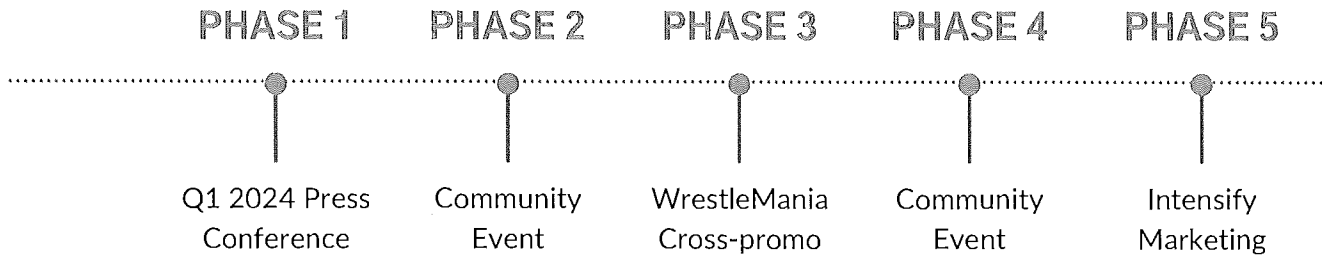 PHASE 1 PHASE 2 PHASE 3 PHASE 4 PHASE 5
Q1 2024 Press Community WrestleMania Community Intensify
Conference Event Cross-promo Event Marketing